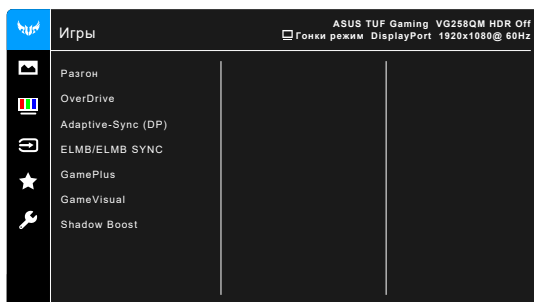 Игры
ASUS TUF Gaming VG258QM HDR Off
Гонки режим DisplayPort 1920x1080@ 60Hz
Разгон
OverDrive
Adaptive-Sync (DP)
ELMB/ELMB SYNC
GamePlus
GameVisual
Shadow Boost